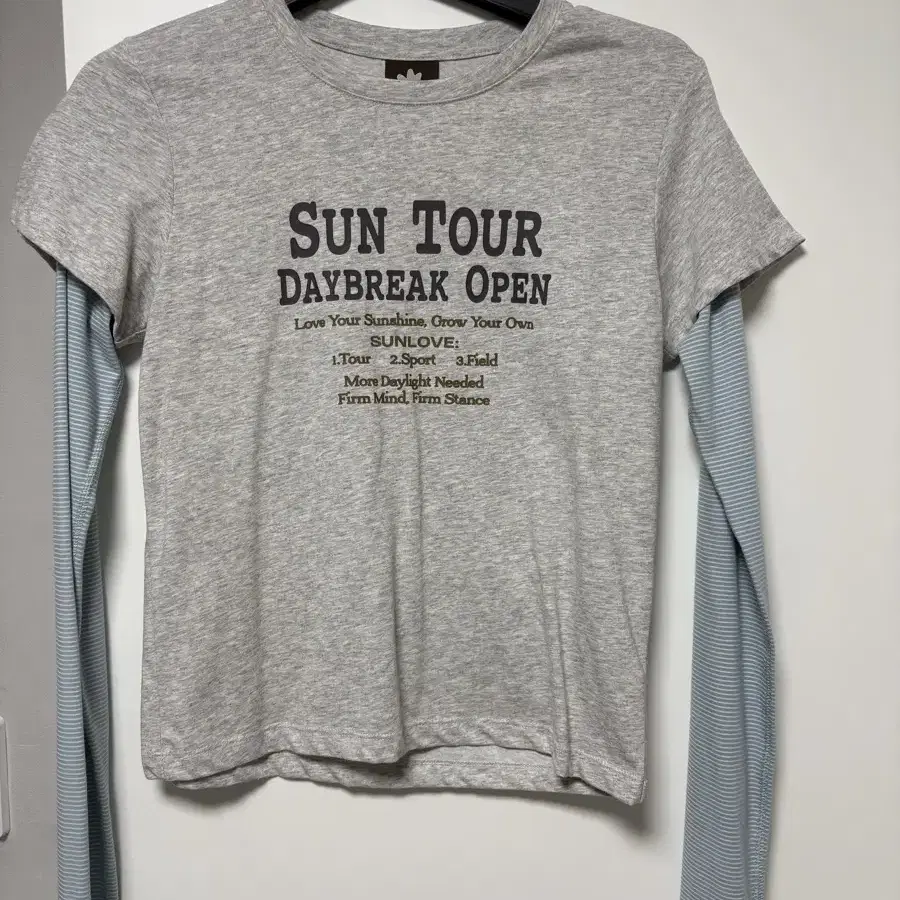 SUN TOUR
DAYBREAK OPEN
Love Your Sunshine, Grow Your Own
SUNLOVE:
1.Tour 2.Sport 3.Field
More Daylight Needed
Firm Mind, Firm Stance